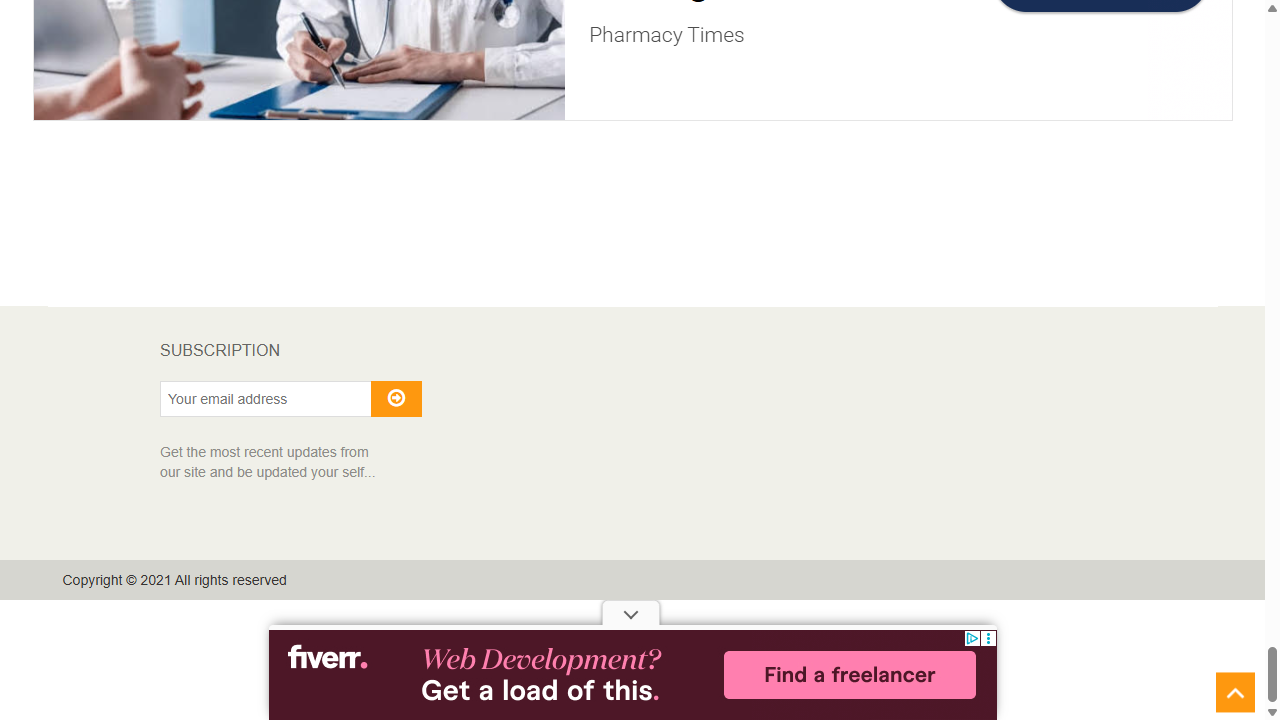 Pharmacy Times
SUBSCRIPTION
Your email address
Get the most recent updates from
our site and be updated your self...
Copyright © 2021 All rights reserved
fiverr.
Web Development?
Get a load of this.
Find a freelancer